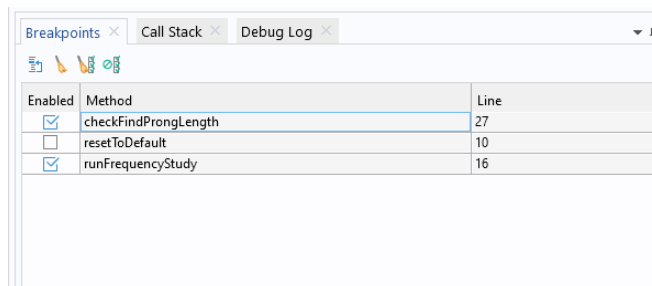 Breakpoints Call Stack Debug Log
Enabled Method Line
checkFindProngLength 27
resetToDefault 10
runFrequencyStudy 16